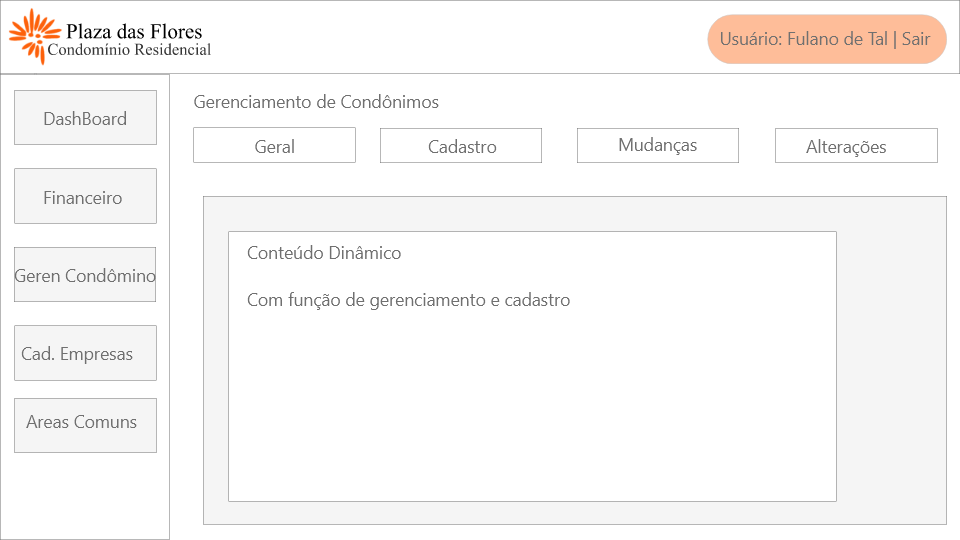 Plaza das Flores
Condomínio Residencial
Usuário: Fulano de Tal | Sair
DashBoard
Financeiro
Geren Condômino
Cad. Empresas
Areas Comuns
Gerenciamento de Condônimos
Geral
Cadastro
Mudanças
Alterações
Conteúdo Dinâmico
Com função de gerenciamento e cadastro